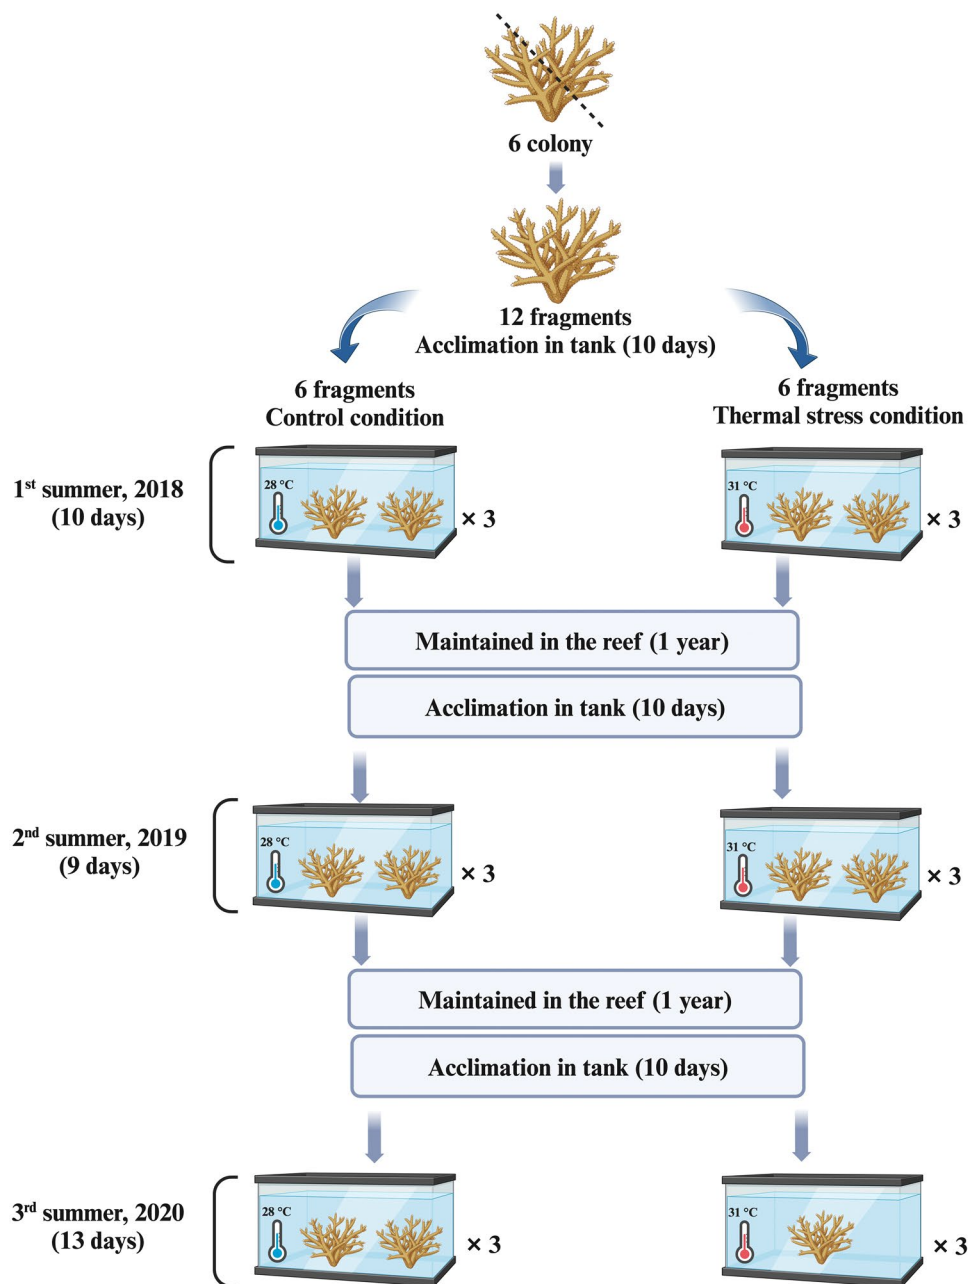 6 colony
12 fragments
Acclimation in tank (10 days)
6 fragments
Control condition
6 fragments
Thermal stress condition
1st summer, 2018
(10 days)
28 °C
× 3
31 °C
× 3
Maintained in the reef (1 year)
Acclimation in tank (10 days)
2nd summer, 2019
(9 days)
28 °C
× 3
31 °C
× 3
Maintained in the reef (1 year)
Acclimation in tank (10 days)
3rd summer, 2020
(13 days)
28 °C
× 3
31 °C
× 3